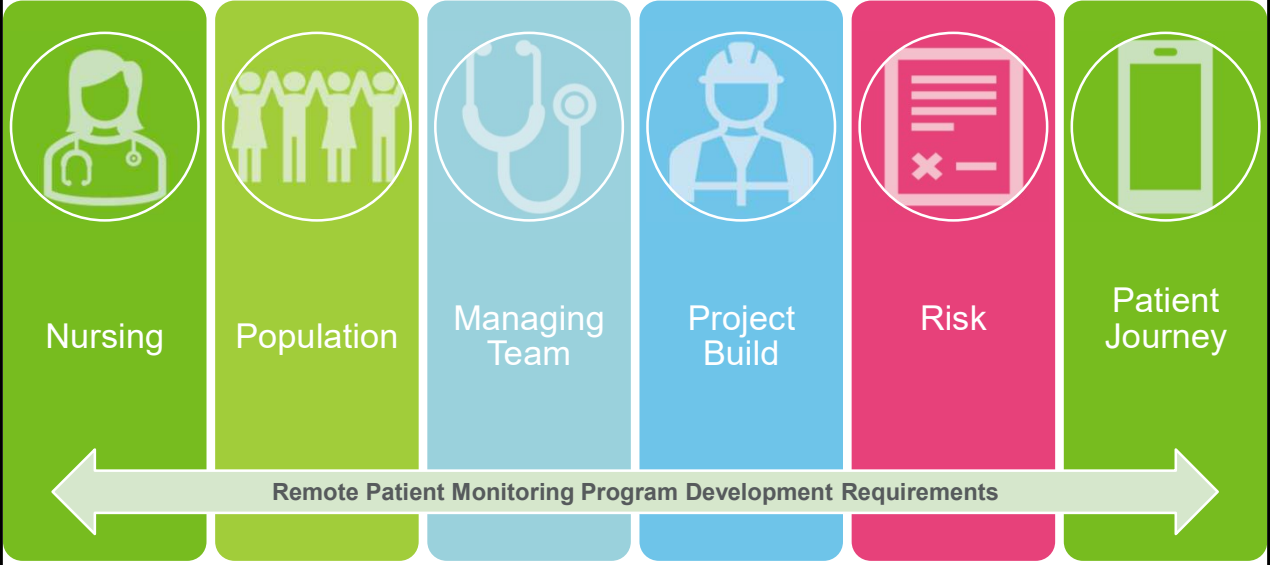 Nursing
Population
Managing
Team
Project
Build
Risk
Patient
Journey
Remote Patient Monitoring Program Development Requirements